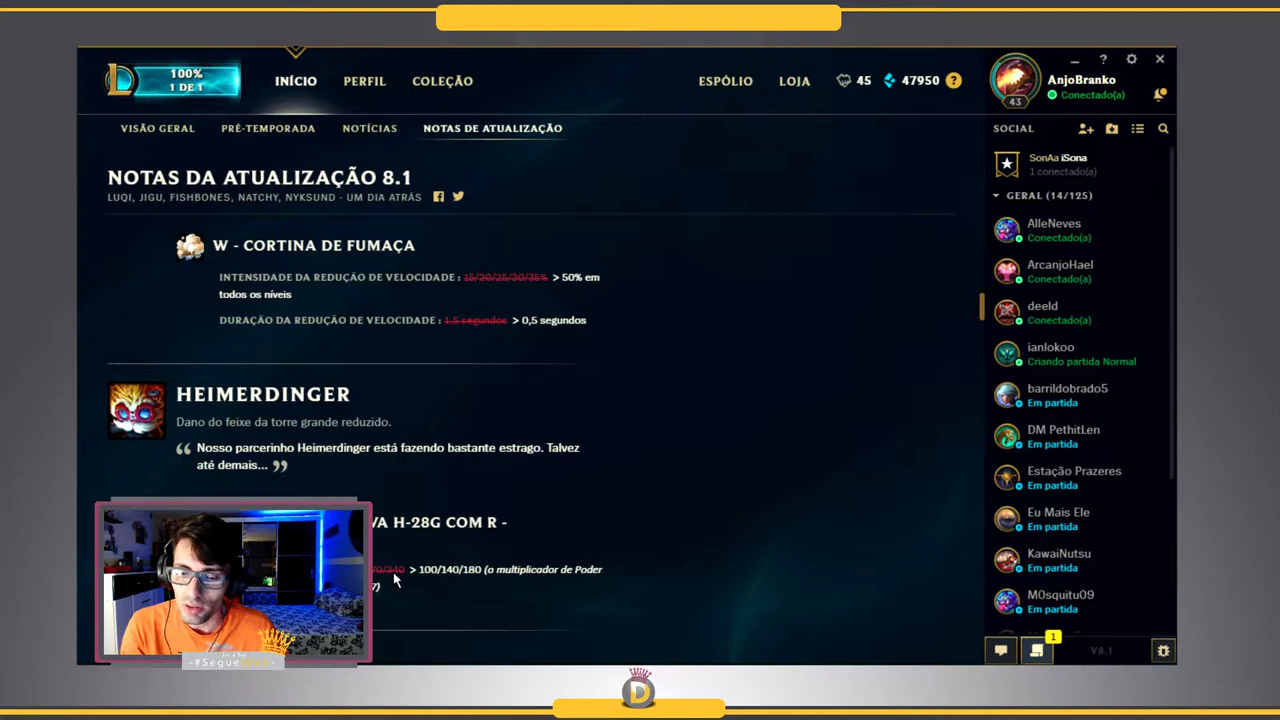 100%
1 DE 1
INÍCIO
PERFIL
COLEÇÃO
ESPÓLIO
LOJA
45
47950
?
?
AnjoBranko
43
Conectado(a)
VISÃO GERAL
PRÉ-TEMPORADA
NOTÍCIAS
NOTAS DE ATUALIZAÇÃO
SOCIAL
NOTAS DA ATUALIZAÇÃO 8.1
LUQI, JIGU, FISHBONES, NATCHY, NYKSUND - UM DIA ATRÁS
W - CORTINA DE FUMAÇA
INTENSIDADE DA REDUÇÃO DE VELOCIDADE : 15/20/25/30/35% > 50% em
todos os níveis
DURAÇÃO DA REDUÇÃO DE VELOCIDADE : 1,5 segundos > 0,5 segundos
HEIMERDINGER
Dano do feixe da torre grande reduzido.
“ Nosso parcerinho Heimerdinger está fazendo bastante estrago. Talvez
até demais... ”
VA H-28G COM R -
70/340 > 100/140/180 (o multiplicador de Poder
7)
SonAa iSona
1 conectado(a)
GERAL (14/125)
AlleNeves
Conectado(a)
ArcanjoHael
Conectado(a)
deeld
Conectado(a)
ianlokoo
Criando partida Normal
barrildobrado5
Em partida
DM PethitLen
Em partida
Estação Prazeres
Em partida
Eu Mais Ele
Em partida
KawaiNutsu
Em partida
M0squitu09
Em partida
1
V8.1
D